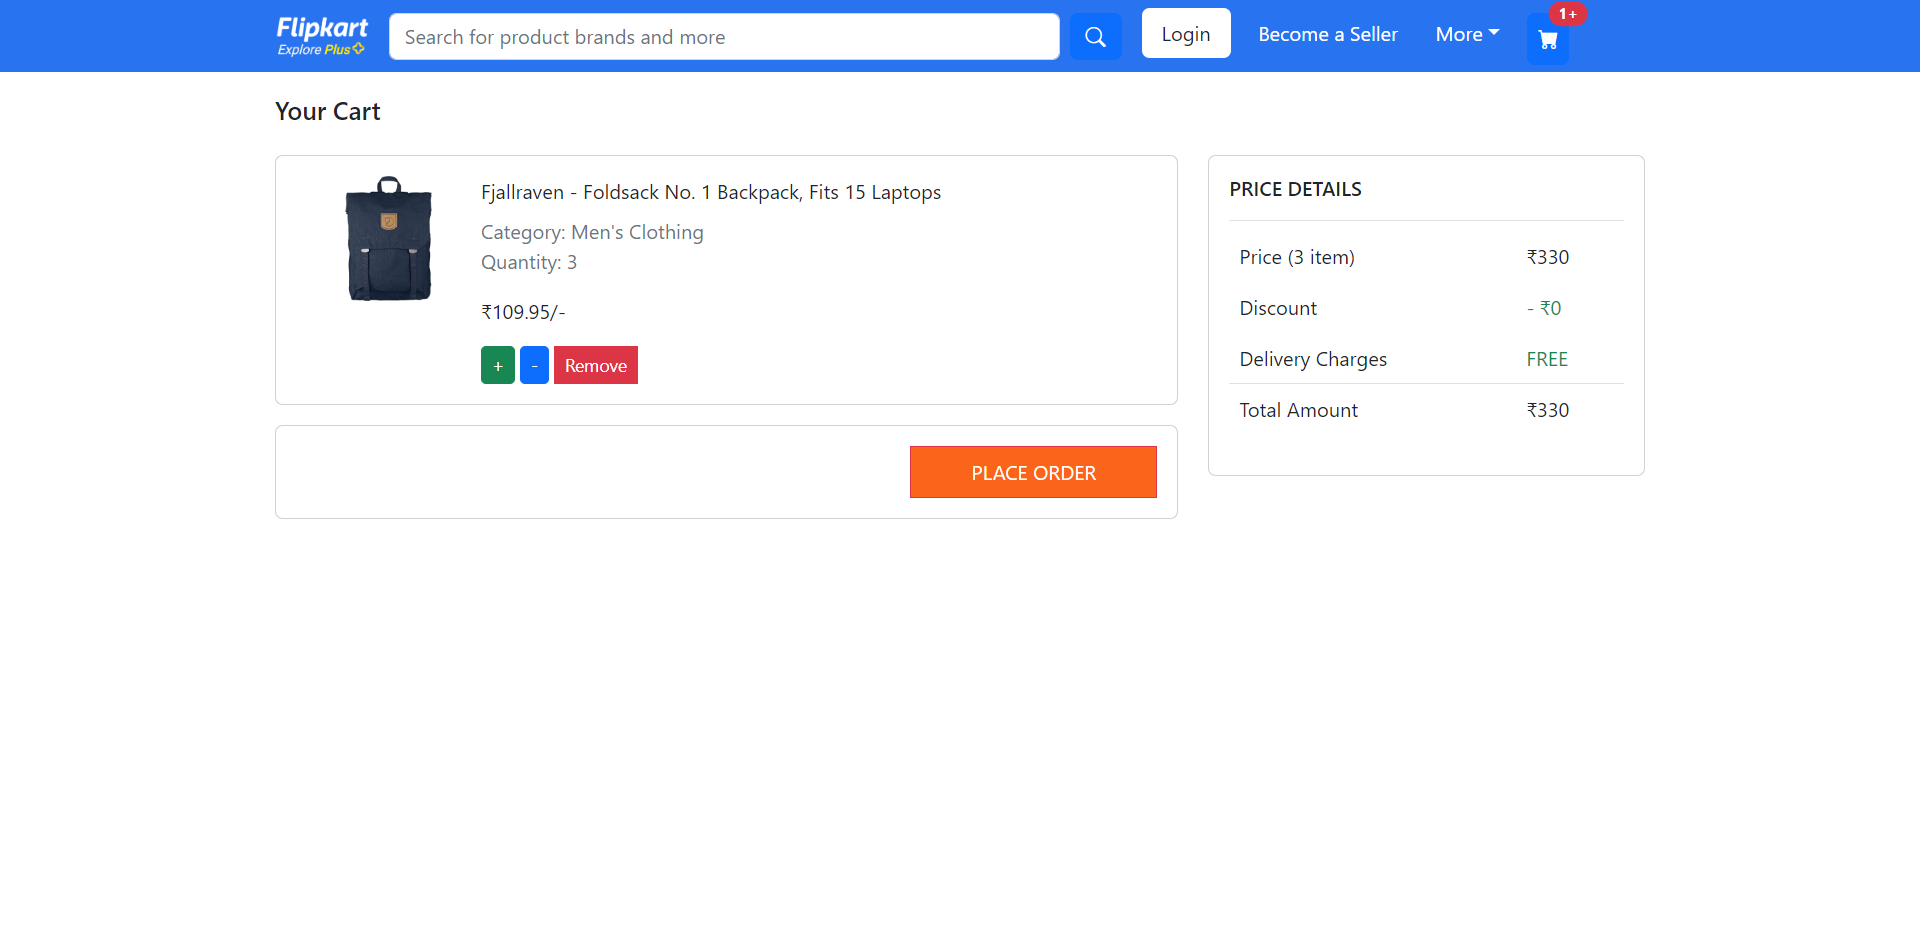 Flipkart
Explore Plus
Search for product brands and more
Login
Become a Seller
More
1+
Your Cart
Fjallraven - Foldsack No. 1 Backpack, Fits 15 Laptops
Category: Men's Clothing
Quantity: 3
₹109.95/-
+ - Remove
PLACE ORDER
PRICE DETAILS
Price (3 item) ₹330
Discount - ₹0
Delivery Charges FREE
Total Amount ₹330